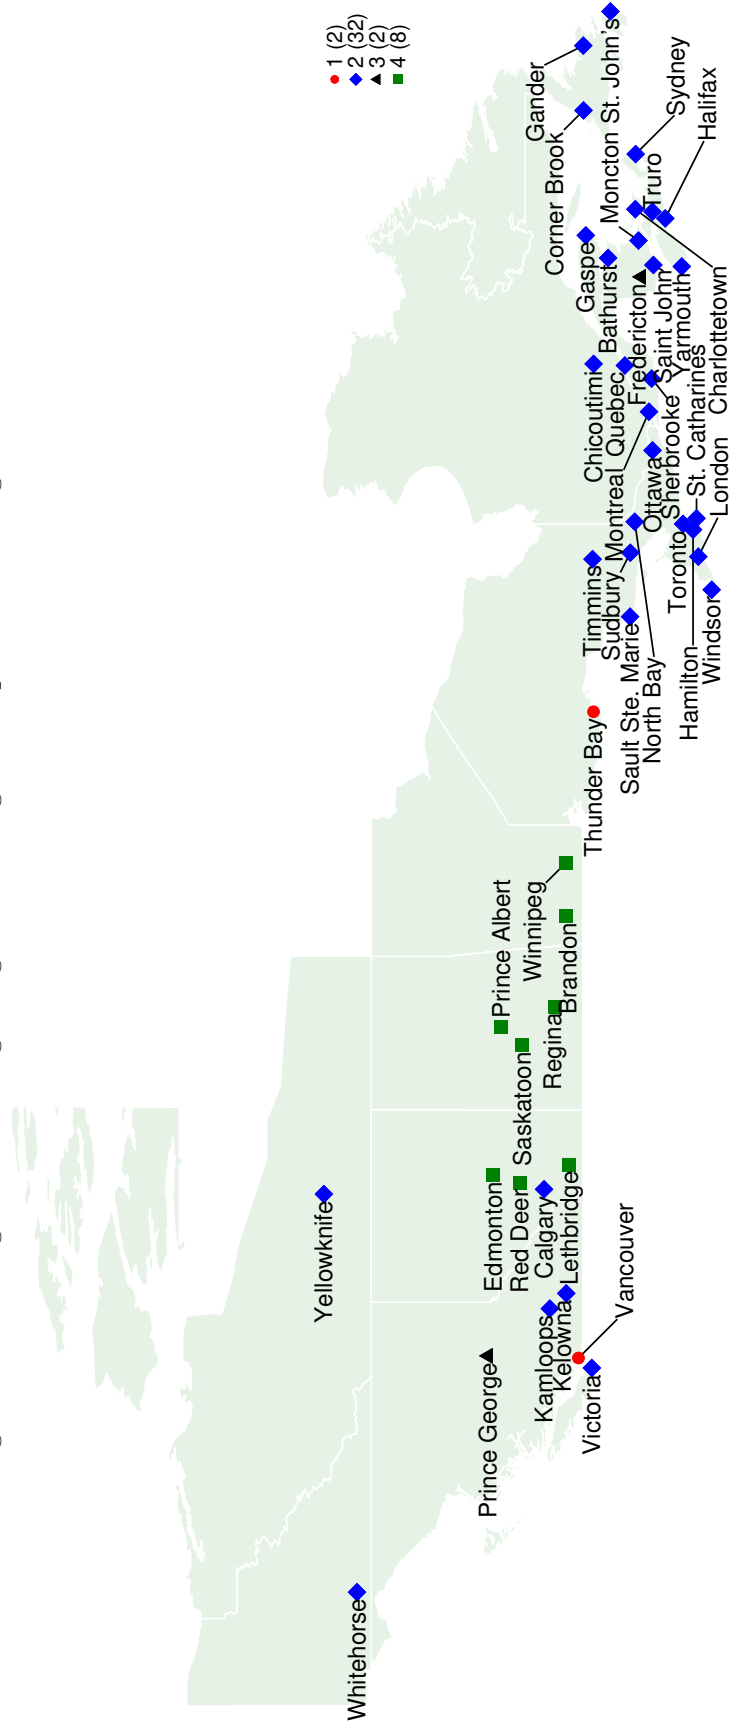 1 (2)
2 (32)
3 (2)
4 (8)
Whitehorse
Yellowknife
Prince George
Kamloops
Kelowna
Victoria
Vancouver
Edmonton
Red Deer
Calgary
Lethbridge
Saskatoon
Prince Albert
Regina
Brandon
Winnipeg
Thunder Bay
Timmins
Sudbury
Sault Ste. Marie
North Bay
Hamilton
Windsor
Toronto
London
St. Catharines
Ottawa
Montreal
Sherbrooke
Quebec
Chicoutimi
Fredericton
Saint John
Yarmouth
Charlottetown
Bathurst
Gaspe
Moncton
Truro
Halifax
Sydney
Corner Brook
Gander
St. John's